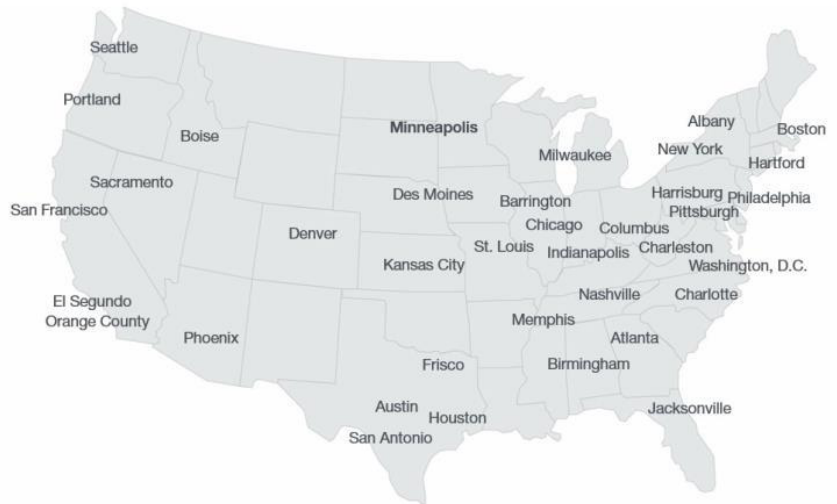 Seattle
Portland
Boise
Minneapolis
Albany
Boston
New York
Milwaukee
Hartford
Sacramento
Des Moines
Barrington
Harrisburg
Philadelphia
San Francisco
Pittsburgh
Chicago
Columbus
Denver
St. Louis
Indianapolis
Charleston
Kansas City
Washington, D.C.
Nashville
Charlotte
El Segundo
Orange County
Memphis
Phoenix
Atlanta
Frisco
Birmingham
Austin
Houston
Jacksonville
San Antonio